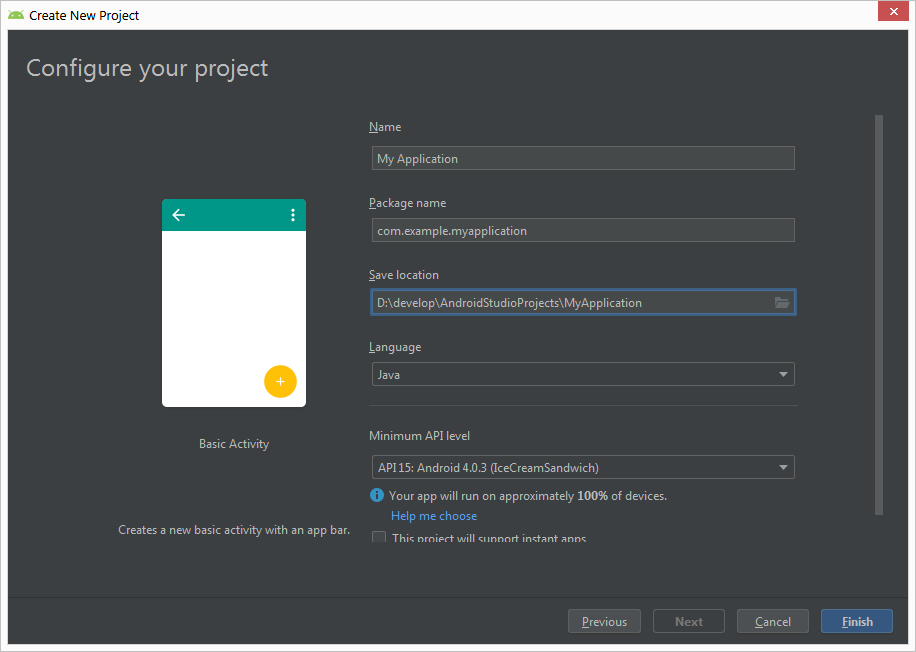 Create New Project
Configure your project
Name
My Application
Package name
com.example.myapplication
Save location
D:\develop\AndroidStudioProjects\MyApplication
Language
Java
Basic Activity
Minimum API level
API 15: Android 4.0.3 (IceCreamSandwich)
Your app will run on approximately 100% of devices.
Help me choose
Creates a new basic activity with an app bar.
This project will support instant apps
Previous
Next
Cancel
Finish